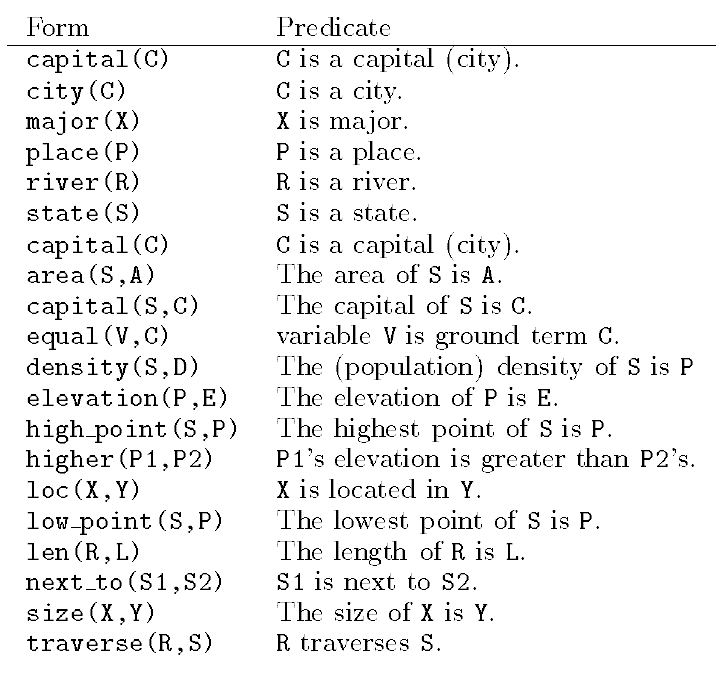 Form Predicate
capital(C) C is a capital (city).
city(C) C is a city.
major(X) X is major.
place(P) P is a place.
river(R) R is a river.
state(S) S is a state.
capital(C) C is a capital (city).
area(S,A) The area of S is A.
capital(S,C) The capital of S is C.
equal(V,C) variable V is ground term C.
density(S,D) The (population) density of S is P
elevation(P,E) The elevation of P is E.
high_point(S,P) The highest point of S is P.
higher(P1,P2) P1's elevation is greater than P2's.
loc(X,Y) X is located in Y.
low_point(S,P) The lowest point of S is P.
len(R,L) The length of R is L.
next_to(S1,S2) S1 is next to S2.
size(X,Y) The size of X is Y.
traverse(R,S) R traverses S.